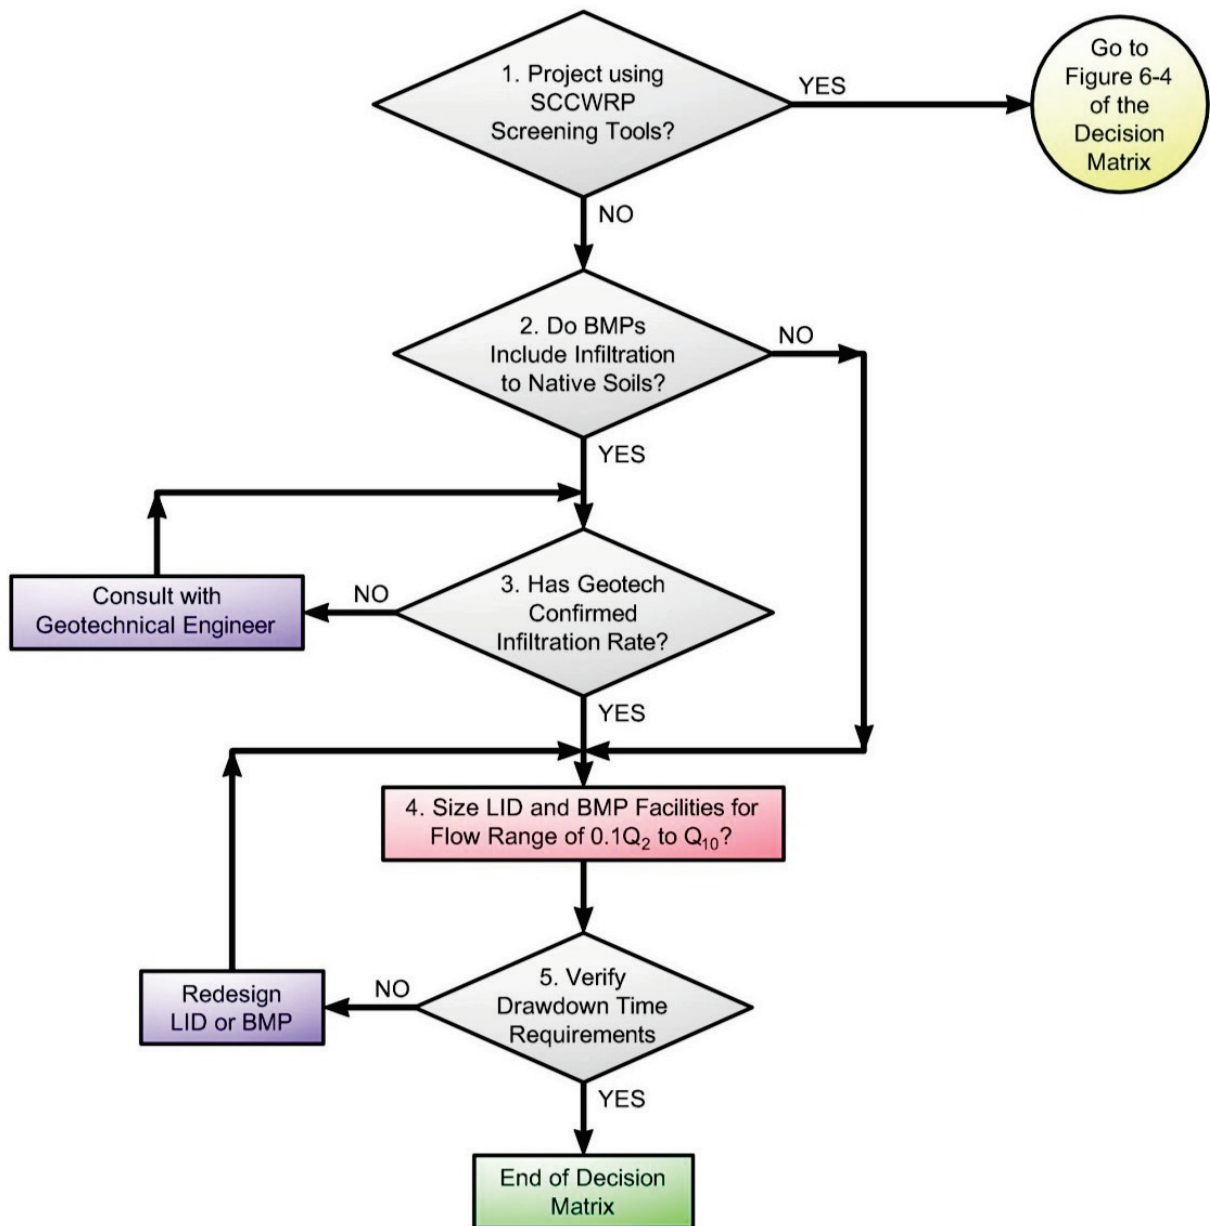 1. Project using
SCCWRP
Screening Tools?
YES
Go to
Figure 6-4
of the
Decision
Matrix
NO
2. Do BMPs
Include Infiltration
to Native Soils?
NO
YES
3. Has Geotech
Confirmed
Infiltration Rate?
NO
Consult with
Geotechnical Engineer
YES
4. Size LID and BMP Facilities for
Flow Range of 0.1Q₂ to Q₁₀?
5. Verify
Drawdown Time
Requirements
NO
Redesign
LID or BMP
YES
End of Decision
Matrix